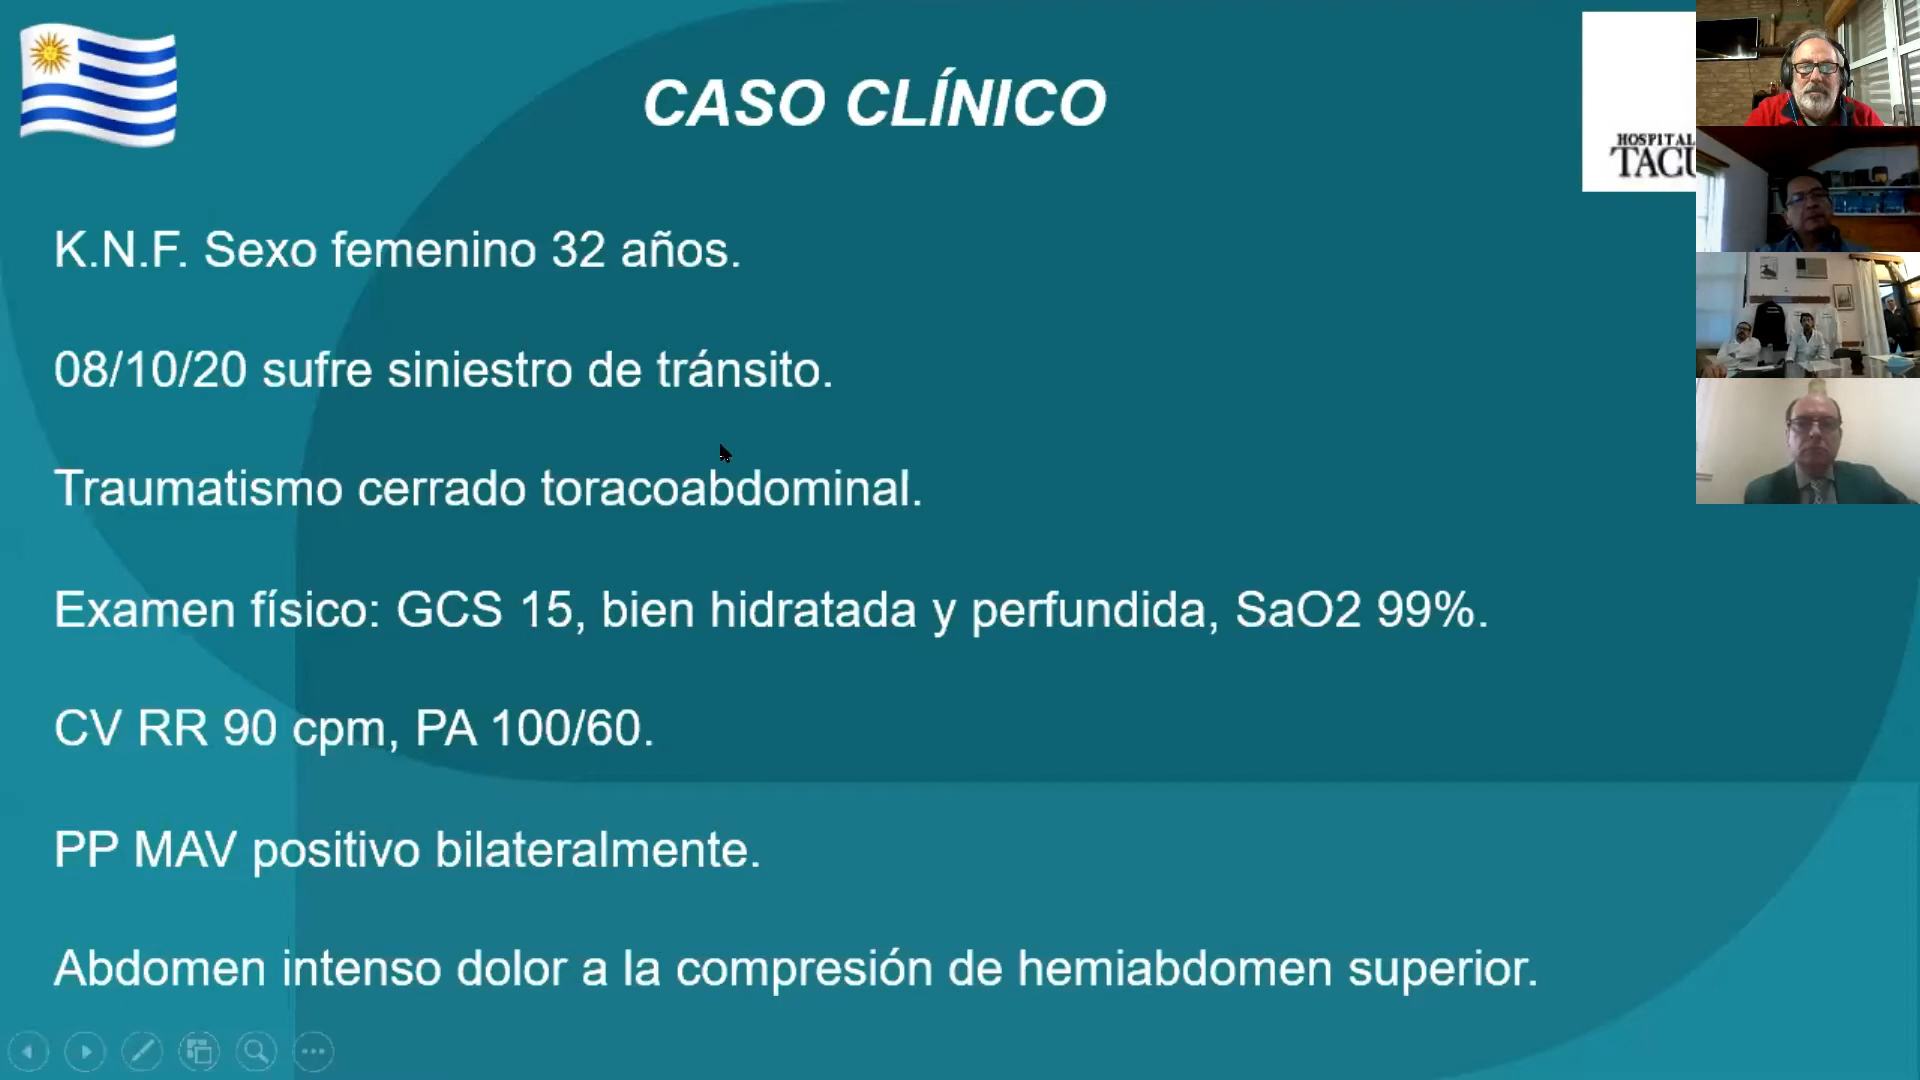 CASO CLÍNICO
HOSPITAL
K.N.F. Sexo femenino 32 años.
08/10/20 sufre siniestro de tránsito.
Traumatismo cerrado toracoabdominal.
Examen físico: GCS 15, bien hidratada y perfundida, SaO2 99%.
CV RR 90 cpm, PA 100/60.
PP MAV positivo bilateralmente.
Abdomen intenso dolor a la compresión de hemiabdomen superior.